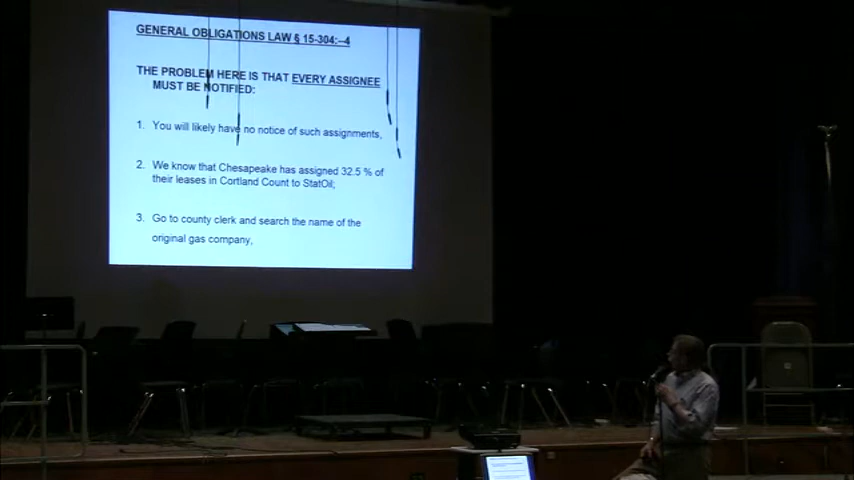 GENERAL OBLIGATIONS LAW § 15-304:--4
THE PROBLEM HERE IS THAT EVERY ASSIGNEE
MUST BE NOTIFIED:
1. You will likely have no notice of such assignments,
2. We know that Chesapeake has assigned 32.5 % of
their leases in Cortland Count to StatOil;
3. Go to county clerk and search the name of the
original gas company,